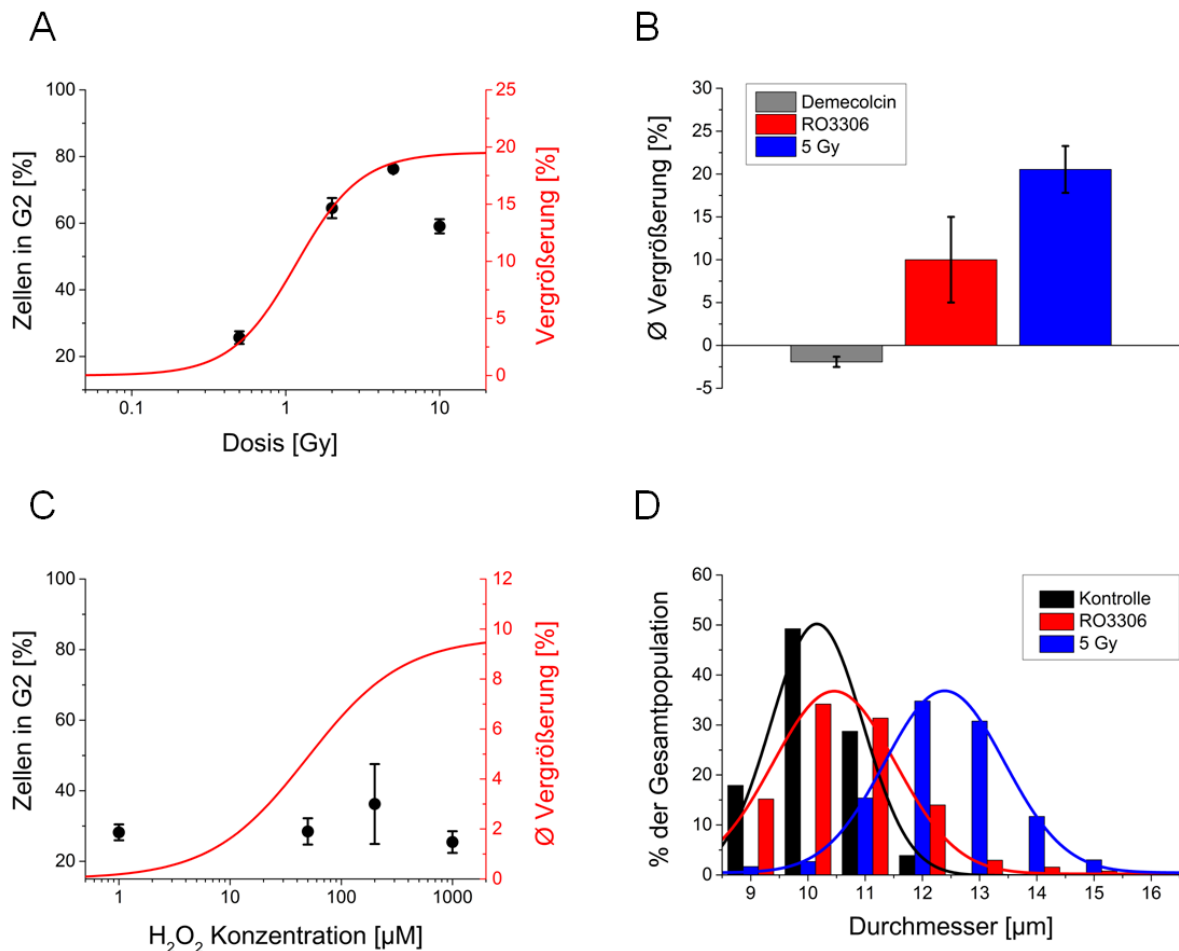 A
Zellen in G2 [%]
100
80
60
40
20
0.1
1
10
Dosis [Gy]
25
20
15
10
5
0
Vergrößerung [%]
B
Ø Vergrößerung [%]
30
25
20
15
10
5
0
-5
Demecolcin
RO3306
5 Gy
C
Zellen in G2 [%]
100
80
60
40
20
1
10
100
1000
H₂O₂ Konzentration [µM]
12
10
8
6
4
2
0
Ø Vergrößerung [%]
D
% der Gesamtpopulation
60
50
40
30
20
10
0
Kontrolle
RO3306
5 Gy
9
10
11
12
13
14
15
16
Durchmesser [µm]